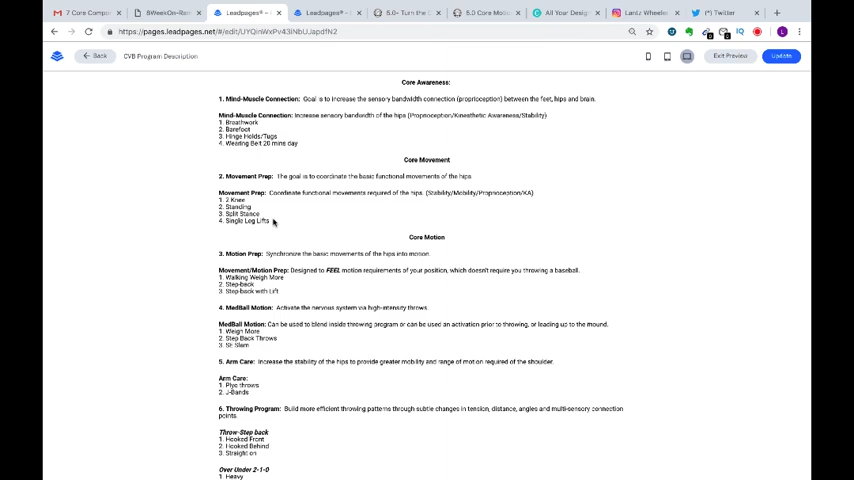 7 Core Compon
8WeekOn-Ram
Leadpages® -
Leadpages® -
5.0- Turn the C
5.0 Core Motio
All Your Design
Lantz Wheeler
(*) Twitter
https://pages.leadpages.net/#/edit/UYQinWxPv43iNbUJapdfN2
Back
CVB Program Description
Exit Preview
Update
Core Awareness:
1. Mind-Muscle Connection: Goal is to increase the sensory bandwidth connection (proprioception) between the feet, hips and brain.
Mind-Muscle Connection: Increase sensory bandwidth of the hips (Proprioception/Kinesthetic Awareness/Stability)
1. Breathwork
2. Barefoot
3. Hinge Holds/Tugs
4. Wearing Belt 20 mins day
Core Movement
2. Movement Prep: The goal is to coordinate the basic functional movements of the hips.
Movement Prep: Coordinate functional movements required of the hips. (Stability/Mobility/Proprioception/KA)
1. 2 Knee
2. Standing
3. Split Stance
4. Single Leg Lifts
Core Motion
3. Motion Prep: Synchronize the basic movements of the hips into motion.
Movement/Motion Prep: Designed to FEEL motion requirements of your position, which doesn't require you throwing a baseball.
1. Walking Weigh More
2. Step-back
3. Step-back with Lift
4. MedBall Motion: Activate the nervous system via high-intensity throws.
MedBall Motion: Can be used to blend inside throwing program or can be used an activation prior to throwing, or leading up to the mound.
1. Weigh More
2. Step Back Throws
3. SE Slam
5. Arm Care: Increase the stability of the hips to provide greater mobility and range of motion required of the shoulder.
Arm Care:
1. Plyo throws
2. J-Bands
6. Throwing Program: Build more efficient throwing patterns through subtle changes in tension, distance, angles and multi-sensory connection
points.
Throw-Step back
1. Hooked Front
2. Hooked Behind
3. Straight on
Over Under 2-1-0
1. Heavy